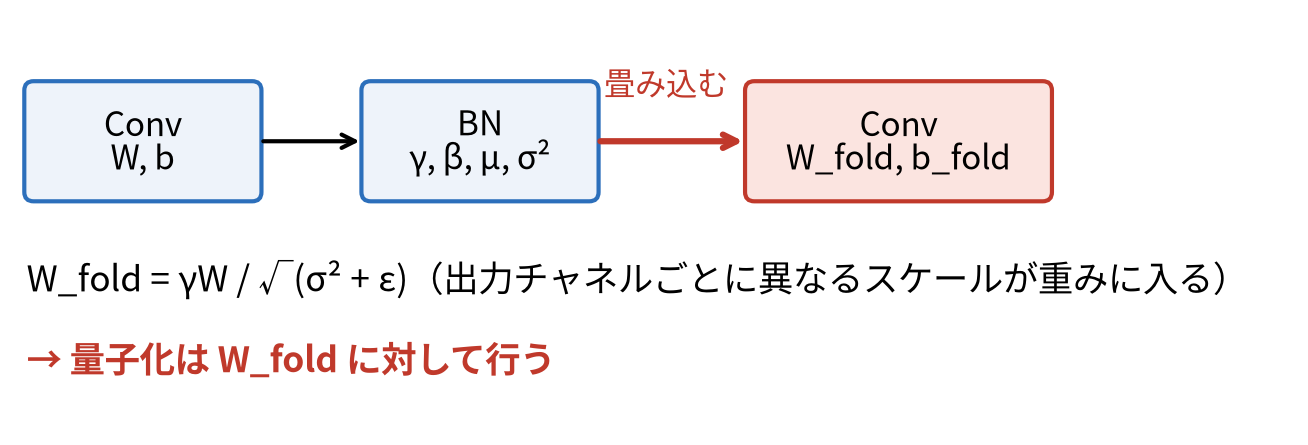 畳み込む
Conv
W, b
BN
γ, β, μ, σ²
Conv
W_fold, b_fold
W_fold = γW / √(σ² + ε)（出力チャネルごとに異なるスケールが重みに入る）
→ 量子化は W_fold に対して行う